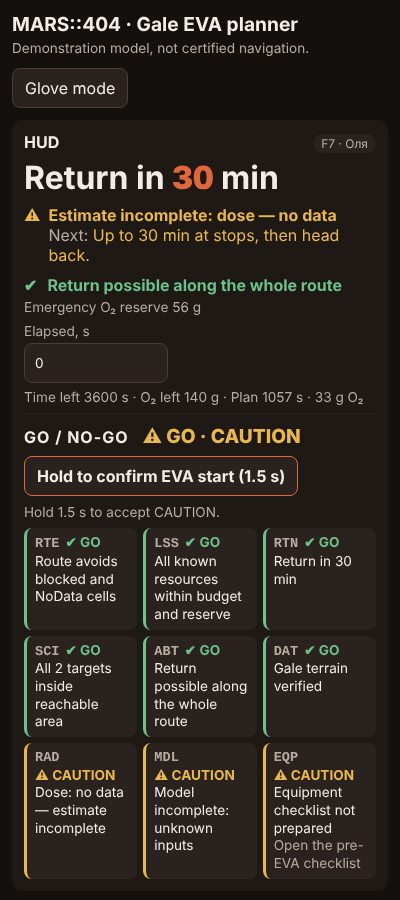 MARS::404 · Gale EVA planner
Demonstration model, not certified navigation.
Glove mode
HUD
F7 · Оля
Return in 30 min
⚠ Estimate incomplete: dose — no data
Next: Up to 30 min at stops, then head
back.
✔ Return possible along the whole route
Emergency O₂ reserve 56 g
Elapsed, s
0
Time left 3600 s · O₂ left 140 g · Plan 1057 s · 33 g O₂
GO / NO-GO ⚠ GO · CAUTION
Hold to confirm EVA start (1.5 s)
Hold 1.5 s to accept CAUTION.
RTE ✔ GO
Route avoids
blocked and
NoData cells
LSS ✔ GO
All known
resources
within budget
and reserve
RTN ✔ GO
Return in 30
min
SCI ✔ GO
All 2 targets
inside
reachable
area
ABT ✔ GO
Return
possible along
the whole
route
DAT ✔ GO
Gale terrain
verified
RAD
⚠ CAUTION
Dose: no data
— estimate
incomplete
MDL
⚠ CAUTION
Model
incomplete:
unknown
inputs
EQP
⚠ CAUTION
Equipment
checklist not
prepared
Open the pre-
EVA checklist